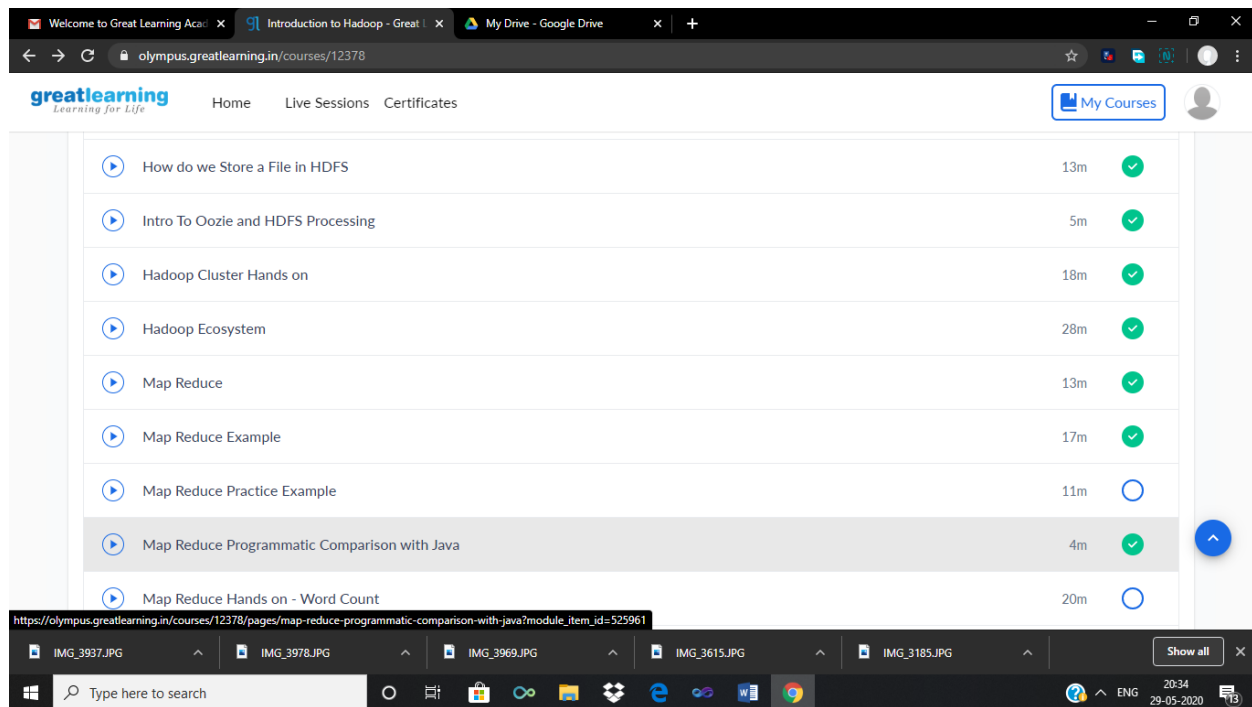 Welcome to Great Learning Acad
Introduction to Hadoop - Great L
My Drive - Google Drive
olympus.greatlearning.in/courses/12378
greatlearning
Learning for Life
Home Live Sessions Certificates
My Courses
How do we Store a File in HDFS 13m
Intro To Oozie and HDFS Processing 5m
Hadoop Cluster Hands on 18m
Hadoop Ecosystem 28m
Map Reduce 13m
Map Reduce Example 17m
Map Reduce Practice Example 11m
Map Reduce Programmatic Comparison with Java 4m
Map Reduce Hands on - Word Count 20m
https://olympus.greatlearning.in/courses/12378/pages/map-reduce-programmatic-comparison-with-java?module_item_id=525961
IMG_3937.JPG IMG_3978.JPG IMG_3969.JPG IMG_3615.JPG IMG_3185.JPG Show all
Type here to search
ENG
20:34
29-05-2020
13